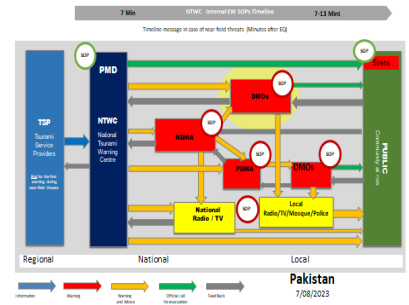 7 Min
NTWC Internal EW SOPs Timeline
7-13 Mint
Timeline message in case of near field threats (Minutes after EQ)
SOP
SOP
PMD
Sirens
TSP
Tsunami
Service
Providers
NTWC
National
Tsunami
Warning
Centre
DMOs
SOP
NDMA
SOP
PDMA
SOP
DMOs
SOP
PUBLIC
Community at risk
National
Radio / TV
SOP
Local
Radio/TV/Mosque/Police
Regional
National
Local
Pakistan
7/08/2023
Information
Warning
Warning
and Advice
Official call
for evacuation
Feed Back